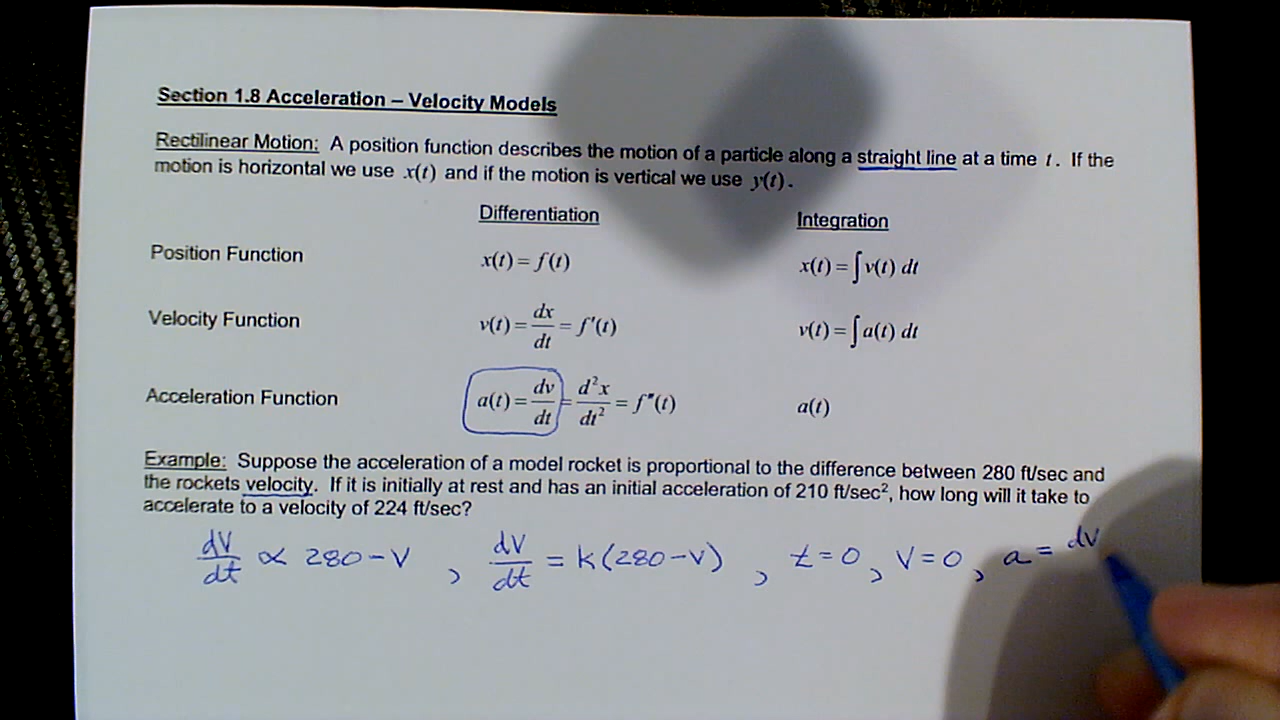 Section 1.8 Acceleration – Velocity Models
Rectilinear Motion: A position function describes the motion of a particle along a straight line at a time t. If the
motion is horizontal we use x(t) and if the motion is vertical we use y(t).
Differentiation Integration
Position Function x(t) = f(t) x(t) = ∫ v(t) dt
Velocity Function v(t) = dx/dt = f′(t) v(t) = ∫ a(t) dt
Acceleration Function a(t) = dv/dt = d²x/dt² = f″(t) a(t)
Example: Suppose the acceleration of a model rocket is proportional to the difference between 280 ft/sec and
the rockets velocity. If it is initially at rest and has an initial acceleration of 210 ft/sec², how long will it take to
accelerate to a velocity of 224 ft/sec?
dv/dt ∝ 280 – v , dv/dt = k(280 – v) , t = 0 , v = 0 , a = dv